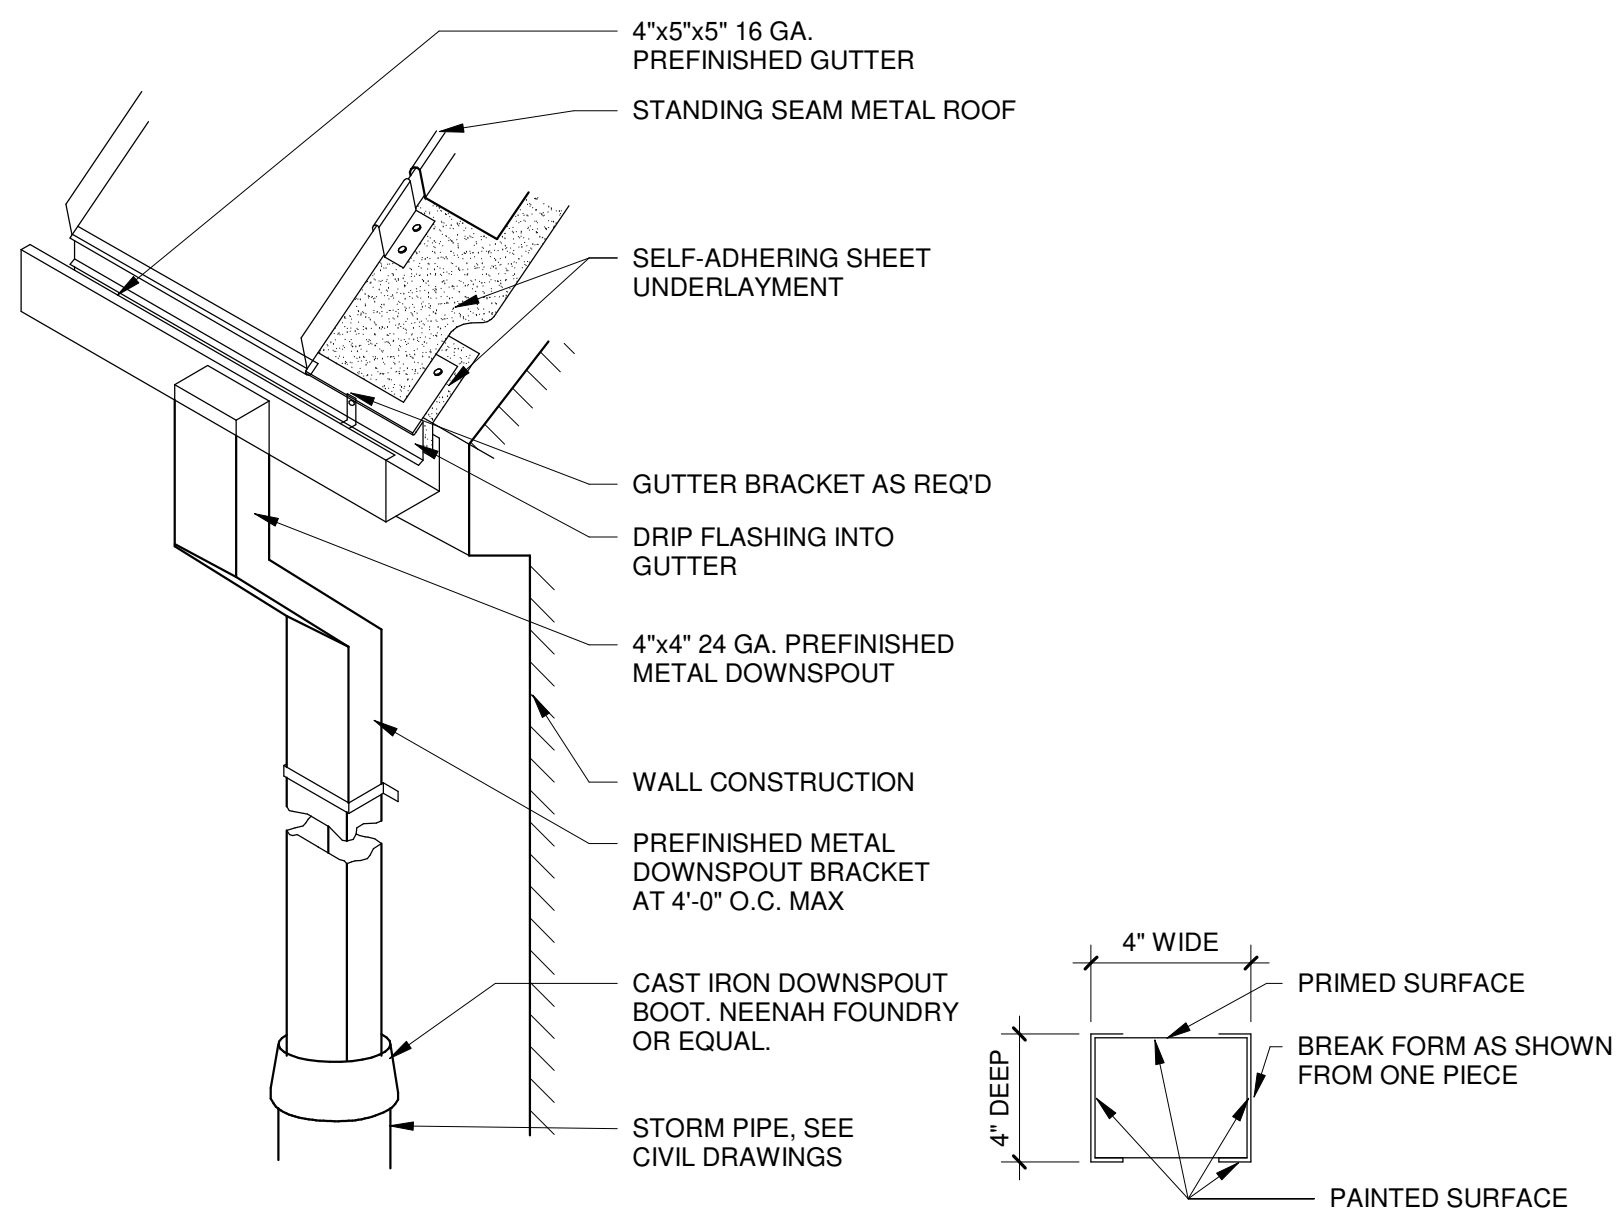 4"x5"x5" 16 GA.
PREFINISHED GUTTER
STANDING SEAM METAL ROOF
SELF-ADHERING SHEET
UNDERLAYMENT
GUTTER BRACKET AS REQ'D
DRIP FLASHING INTO
GUTTER
4"x4" 24 GA. PREFINISHED
METAL DOWNSPOUT
WALL CONSTRUCTION
PREFINISHED METAL
DOWNSPOUT BRACKET
AT 4'-0" O.C. MAX
CAST IRON DOWNSPOUT
BOOT. NEENAH FOUNDRY
OR EQUAL.
STORM PIPE, SEE
CIVIL DRAWINGS
4" WIDE
4" DEEP
PRIMED SURFACE
BREAK FORM AS SHOWN
FROM ONE PIECE
PAINTED SURFACE